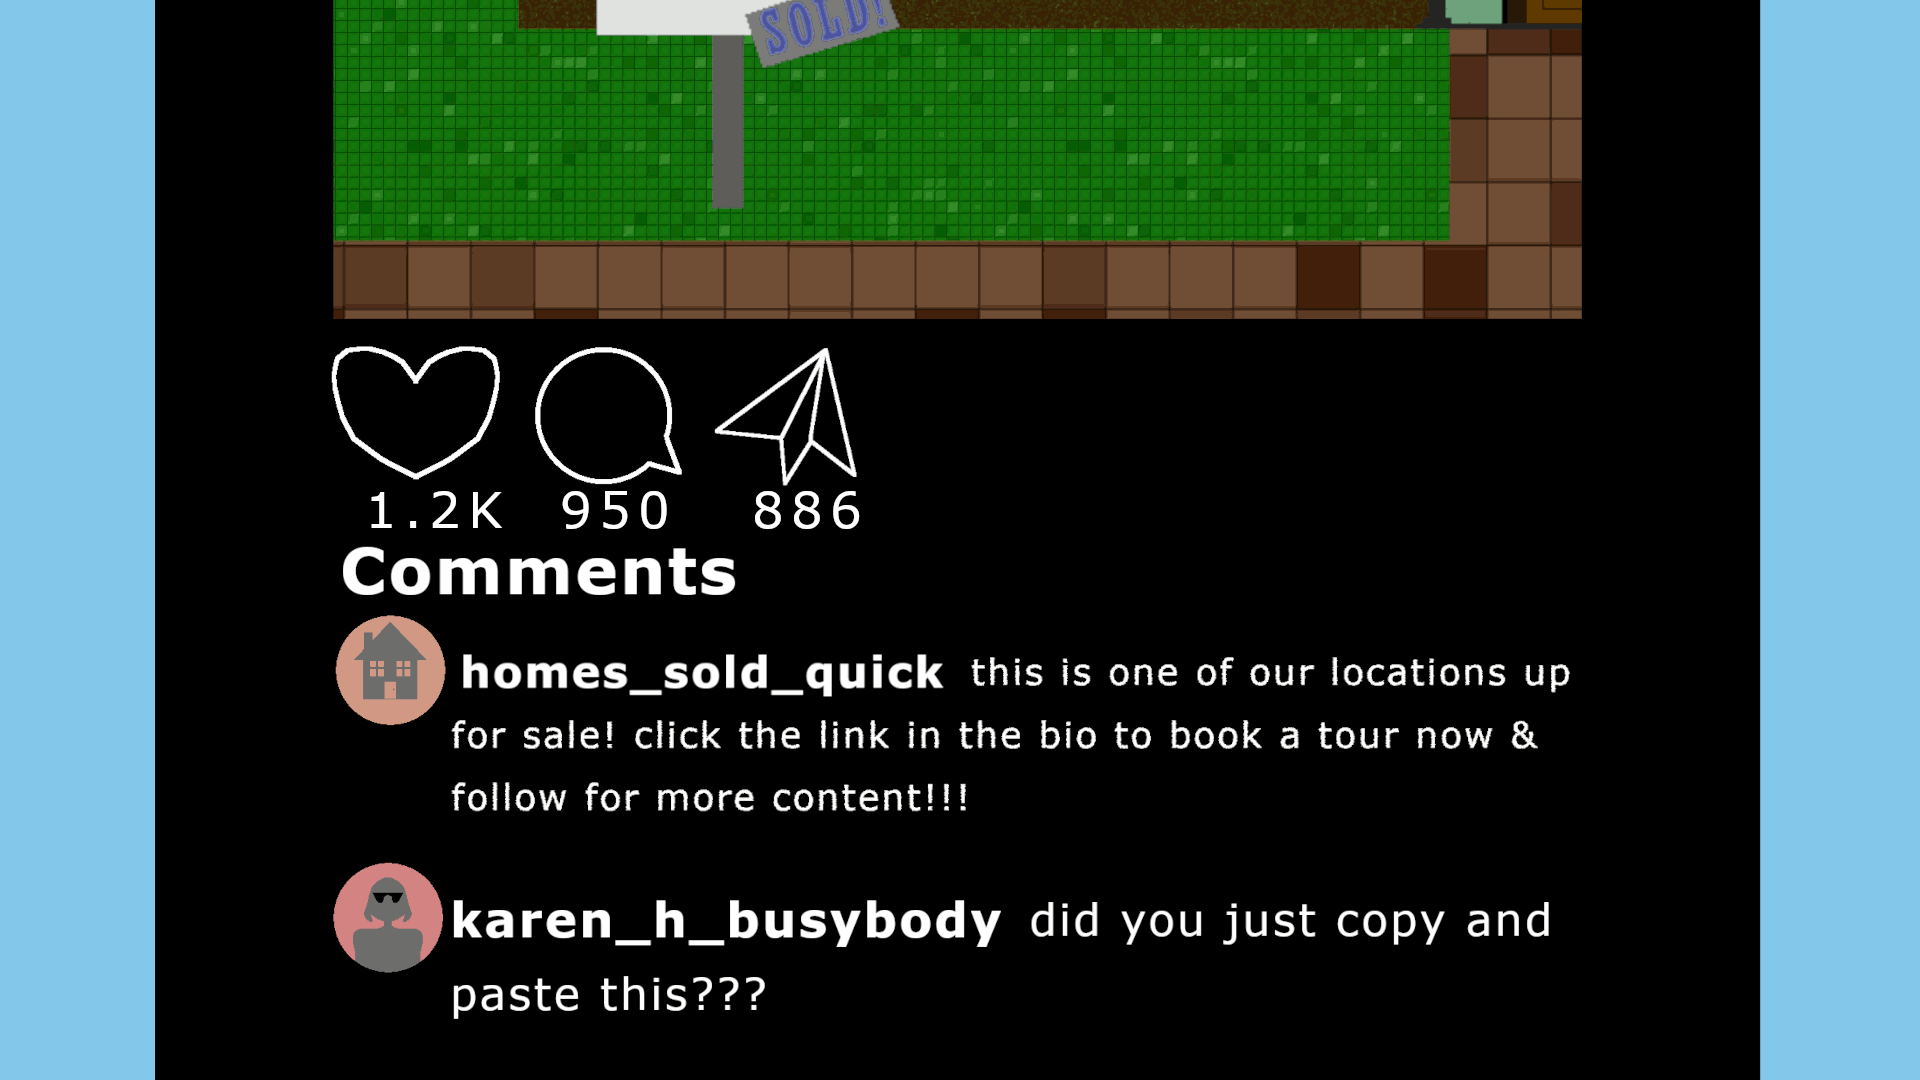 SOLD!
1.2K 950 886
Comments
homes_sold_quick this is one of our locations up
for sale! click the link in the bio to book a tour now &
follow for more content!!!
karen_h_busybody did you just copy and
paste this???